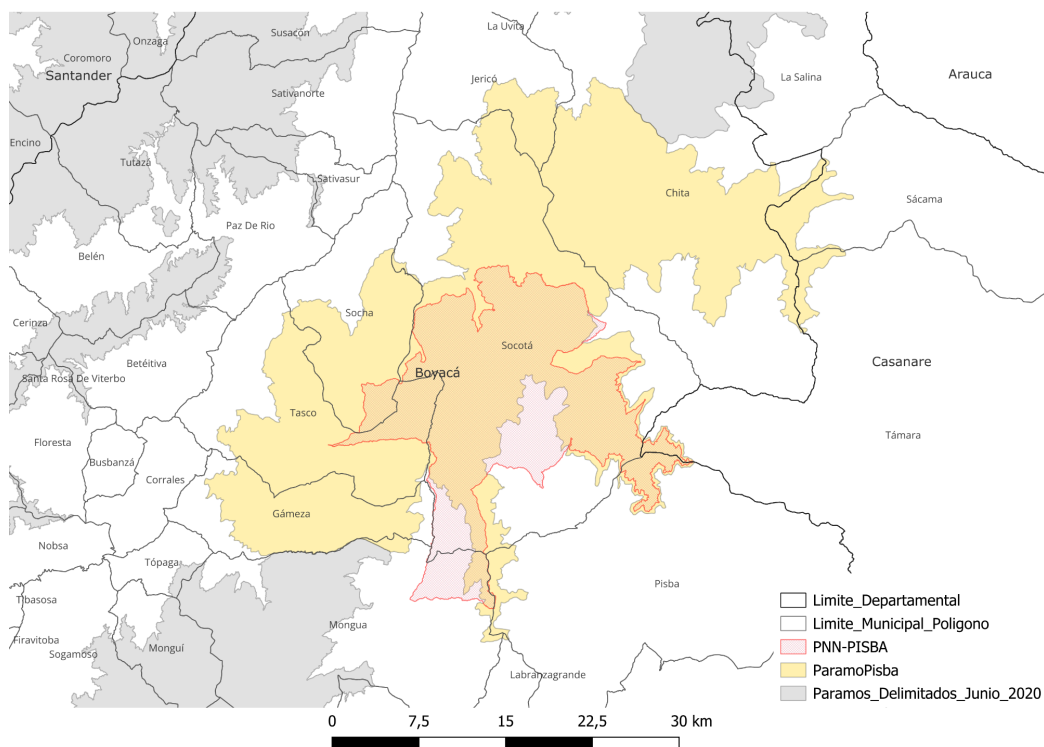 La Uvita
Onzaga
Susacón
Coromoro
Santander
Jericó
La Salina
Arauca
Sativanorte
Encino
Tutazá
Sativasur
Chita
Sácama
Paz De Rio
Belén
Cerinza
Socha
Socotá
Betéitiva
Boyacá
Casanare
Santa Rosa De Viterbo
Tasco
Támara
Floresta
Busbanzá
Corrales
Gámeza
Nobsa
Tópaga
Pisba
Tibasosa
Mongua
Firavitoba
Monguí
Sogamoso
Labranzagrande
Limite_Departamental
Limite_Municipal_Poligono
PNN-PISBA
ParamoPisba
Paramos_Delimitados_Junio_2020
0 7,5 15 22,5 30 km